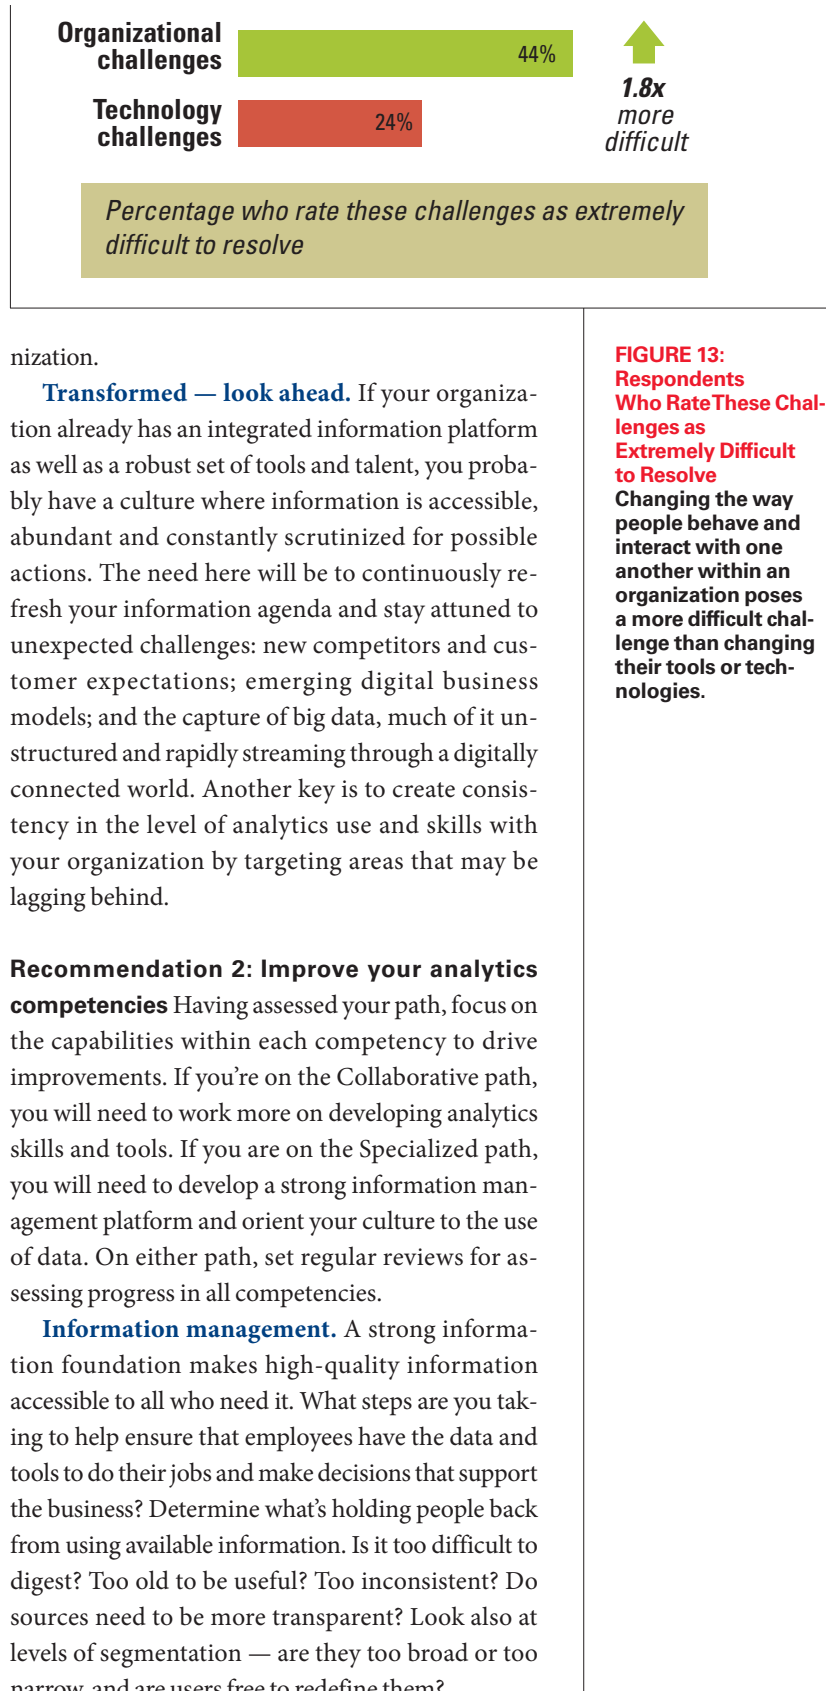 Organizational
challenges
44%
Technology
challenges
24%
1.8x
more
difficult
Percentage who rate these challenges as extremely
difficult to resolve
nization.
Transformed — look ahead. If your organiza-
tion already has an integrated information platform
as well as a robust set of tools and talent, you proba-
bly have a culture where information is accessible,
abundant and constantly scrutinized for possible
actions. The need here will be to continuously re-
fresh your information agenda and stay attuned to
unexpected challenges: new competitors and cus-
tomer expectations; emerging digital business
models; and the capture of big data, much of it un-
structured and rapidly streaming through a digitally
connected world. Another key is to create consis-
tency in the level of analytics use and skills with
your organization by targeting areas that may be
lagging behind.
Recommendation 2: Improve your analytics
competencies Having assessed your path, focus on
the capabilities within each competency to drive
improvements. If you’re on the Collaborative path,
you will need to work more on developing analytics
skills and tools. If you are on the Specialized path,
you will need to develop a strong information man-
agement platform and orient your culture to the use
of data. On either path, set regular reviews for as-
sessing progress in all competencies.
Information management. A strong informa-
tion foundation makes high-quality information
accessible to all who need it. What steps are you tak-
ing to help ensure that employees have the data and
tools to do their jobs and make decisions that support
the business? Determine what’s holding people back
from using available information. Is it too difficult to
digest? Too old to be useful? Too inconsistent? Do
sources need to be more transparent? Look also at
levels of segmentation — are they too broad or too
narrow, and are users free to redefine them?
FIGURE 13:
Respondents
Who Rate These Chal-
lenges as
Extremely Difficult
to Resolve
Changing the way
people behave and
interact with one
another within an
organization poses
a more difficult chal-
lenge than changing
their tools or tech-
nologies.